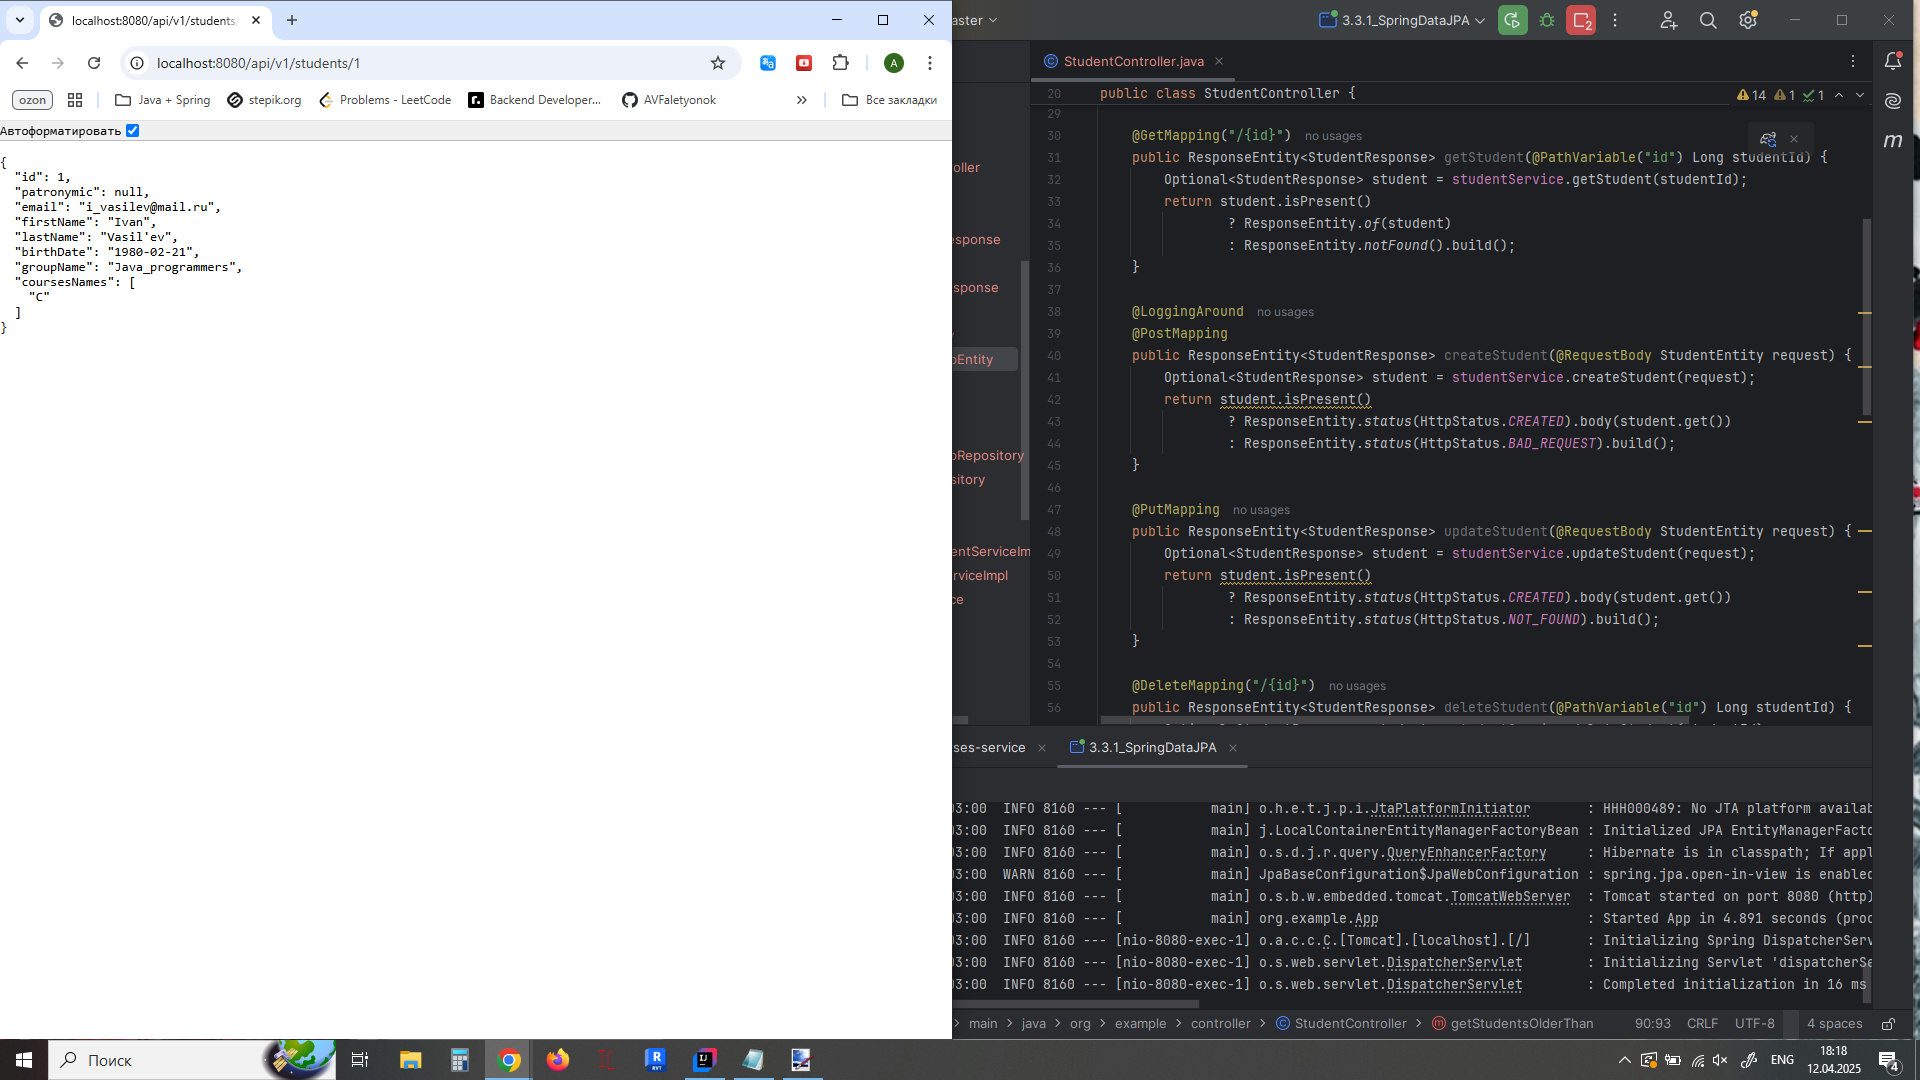 localhost:8080/api/v1/students/
localhost:8080/api/v1/students/1
ozon
Java + Spring
stepik.org
Problems - LeetCode
Backend Developer...
AVFaletyonok
Все закладки
Автоформатировать
{
"id": 1,
"patronymic": null,
"email": "i_vasilev@mail.ru",
"firstName": "Ivan",
"lastName": "Vasil'ev",
"birthDate": "1980-02-21",
"groupName": "Java_programmers",
"coursesNames": [
"C"
]
}
aster
3.3.1_SpringDataJPA
2
StudentController.java
oller
esponse
sponse
oEntity
oRepository
sitory
entServiceIm
rviceImpl
ce
20 public class StudentController {
14 1 1
29
30 @GetMapping("/{id}") no usages
31 public ResponseEntity<StudentResponse> getStudent(@PathVariable("id") Long studentId) {
32 Optional<StudentResponse> student = studentService.getStudent(studentId);
33 return student.isPresent()
34 ? ResponseEntity.of(student)
35 : ResponseEntity.notFound().build();
36 }
37
38 @LoggingAround no usages
39 @PostMapping
40 public ResponseEntity<StudentResponse> createStudent(@RequestBody StudentEntity request) {
41 Optional<StudentResponse> student = studentService.createStudent(request);
42 return student.isPresent()
43 ? ResponseEntity.status(HttpStatus.CREATED).body(student.get())
44 : ResponseEntity.status(HttpStatus.BAD_REQUEST).build();
45 }
46
47 @PutMapping no usages
48 public ResponseEntity<StudentResponse> updateStudent(@RequestBody StudentEntity request) {
49 Optional<StudentResponse> student = studentService.updateStudent(request);
50 return student.isPresent()
51 ? ResponseEntity.status(HttpStatus.CREATED).body(student.get())
52 : ResponseEntity.status(HttpStatus.NOT_FOUND).build();
53 }
54
55 @DeleteMapping("/{id}") no usages
56 public ResponseEntity<StudentResponse> deleteStudent(@PathVariable("id") Long studentId) {
ses-service
3.3.1_SpringDataJPA
03:00 INFO 8160 --- [ main] o.h.e.t.j.p.i.JtaPlatformInitiator : HHH000489: No JTA platform availab
03:00 INFO 8160 --- [ main] j.LocalContainerEntityManagerFactoryBean : Initialized JPA EntityManagerFacto
03:00 INFO 8160 --- [ main] o.s.d.j.r.query.QueryEnhancerFactory : Hibernate is in classpath; If appl
03:00 WARN 8160 --- [ main] JpaBaseConfiguration$JpaWebConfiguration : spring.jpa.open-in-view is enabled
03:00 INFO 8160 --- [ main] o.s.b.w.embedded.tomcat.TomcatWebServer : Tomcat started on port 8080 (http)
03:00 INFO 8160 --- [ main] org.example.App : Started App in 4.891 seconds (proc
03:00 INFO 8160 --- [nio-8080-exec-1] o.a.c.c.C.[Tomcat].[localhost].[/] : Initializing Spring DispatcherServ
03:00 INFO 8160 --- [nio-8080-exec-1] o.s.web.servlet.DispatcherServlet : Initializing Servlet 'dispatcherSe
03:00 INFO 8160 --- [nio-8080-exec-1] o.s.web.servlet.DispatcherServlet : Completed initialization in 16 ms
main > java > org > example > controller > StudentController > getStudentsOlderThan
90:93 CRLF UTF-8 4 spaces
Поиск
ENG
18:18
12.04.2025
4